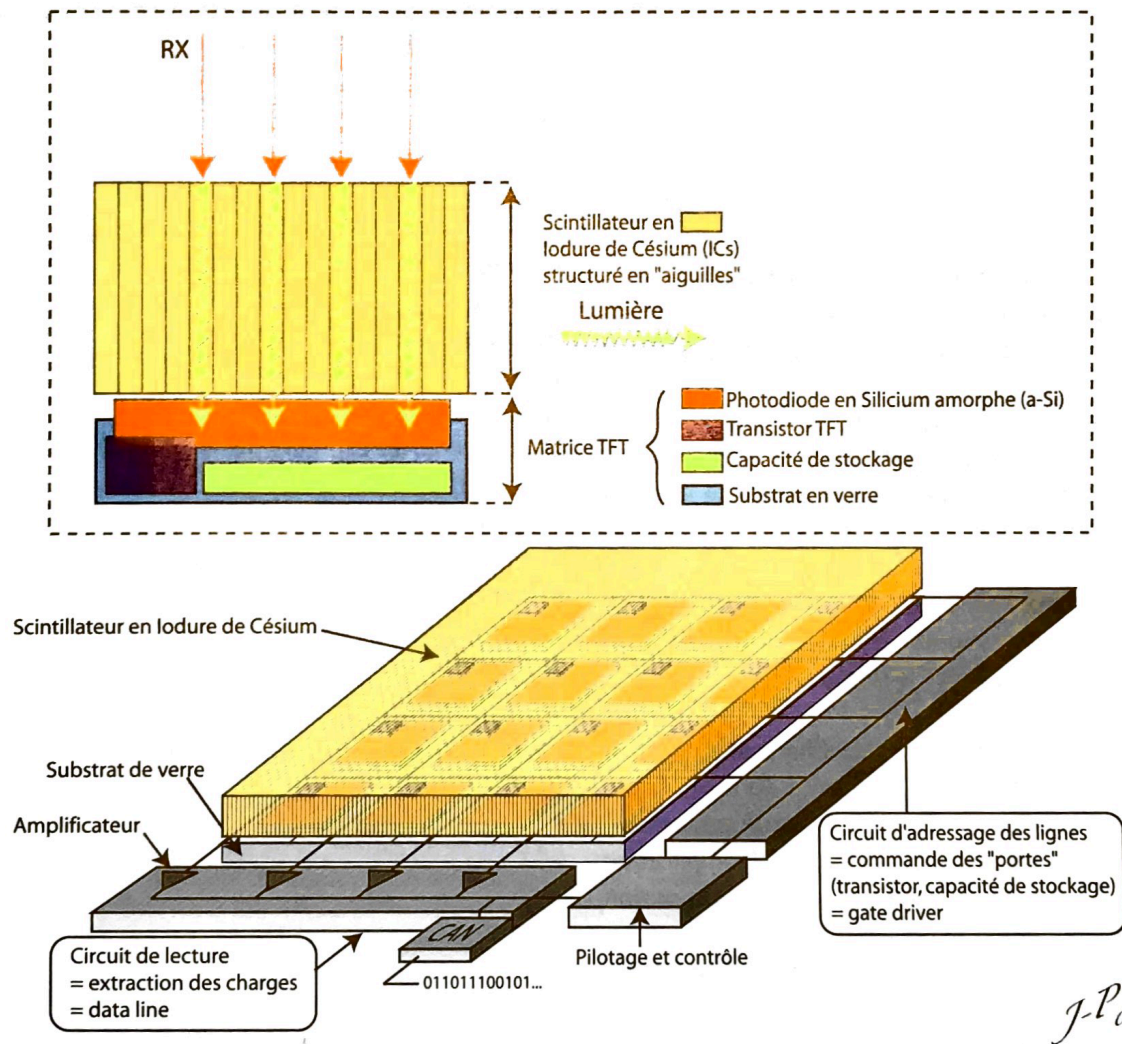 RX
Scintillateur en
Iodure de Césium (ICs)
structuré en "aiguilles"
Lumière
Matrice TFT
Photodiode en Silicium amorphe (a-Si)
Transistor TFT
Capacité de stockage
Substrat en verre
Scintillateur en Iodure de Césium
Substrat de verre
Amplificateur
Circuit d'adressage des lignes
= commande des "portes"
(transistor, capacité de stockage)
= gate driver
CAN
Circuit de lecture
= extraction des charges
= data line
Pilotage et contrôle
011011100101...